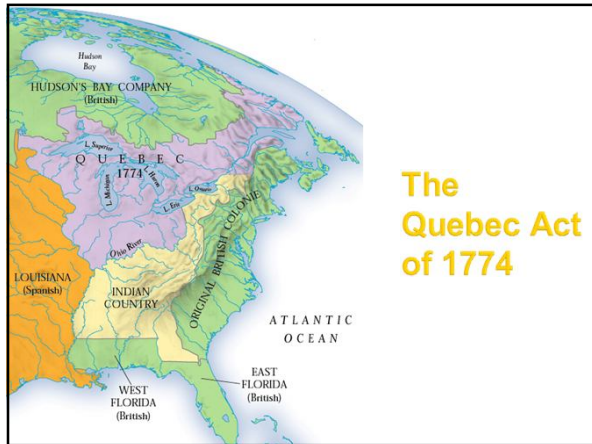 Hudson
Bay
HUDSON'S BAY COMPANY
(British)
L. Superior
QUEBEC
1774
L. Huron
L. Michigan
L. Ontario
L. Erie
Ohio River
LOUISIANA
(Spanish)
INDIAN
COUNTRY
ORIGINAL BRITISH COLONIE
ATLANTIC
OCEAN
WEST
FLORIDA
(British)
EAST
FLORIDA
(British)
The
Quebec Act
of 1774